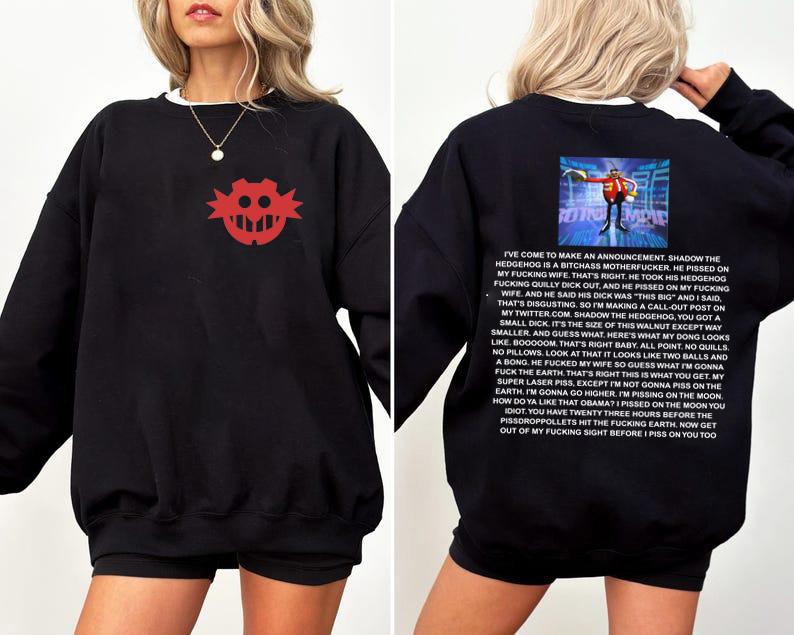 I'VE COME TO MAKE AN ANNOUNCEMENT. SHADOW THE
HEDGEHOG IS A BITCHASS MOTHERFUCKER. HE PISSED ON
MY FUCKING WIFE. THAT'S RIGHT. HE TOOK HIS HEDGEHOG
FUCKING QUILLY DICK OUT, AND HE PISSED ON MY FUCKING
WIFE. AND HE SAID HIS DICK WAS "THIS BIG" AND I SAID,
THAT'S DISGUSTING. SO I'M MAKING A CALL-OUT POST ON
MY TWITTER.COM. SHADOW THE HEDGEHOG, YOU GOT A
SMALL DICK. IT'S THE SIZE OF THIS WALNUT EXCEPT WAY
SMALLER. AND GUESS WHAT. HERE'S WHAT MY DONG LOOKS
LIKE. BOOOOOM. THAT'S RIGHT BABY. ALL POINT. NO QUILLS.
NO PILLOWS. LOOK AT THAT IT LOOKS LIKE TWO BALLS AND
A BONG. HE FUCKED MY WIFE SO GUESS WHAT I'M GONNA
FUCK THE EARTH. THAT'S RIGHT THIS IS WHAT YOU GET. MY
SUPER LASER PISS, EXCEPT I'M NOT GONNA PISS ON THE
EARTH. I'M GONNA GO HIGHER. I'M PISSING ON THE MOON.
HOW DO YA LIKE THAT OBAMA? I PISSED ON THE MOON YOU
IDIOT. YOU HAVE TWENTY THREE HOURS BEFORE THE
PISSDROPPOLLETS HIT THE FUCKING EARTH. NOW GET
OUT OF MY FUCKING SIGHT BEFORE I PISS ON YOU TOO